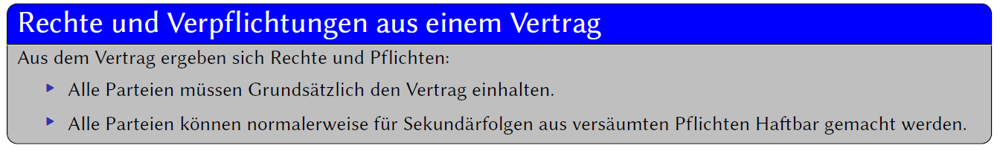 Rechte und Verpflichtungen aus einem Vertrag
Aus dem Vertrag ergeben sich Rechte und Pflichten:
Alle Parteien müssen Grundsätzlich den Vertrag einhalten.
Alle Parteien können normalerweise für Sekundärfolgen aus versäumten Pflichten Haftbar gemacht werden.